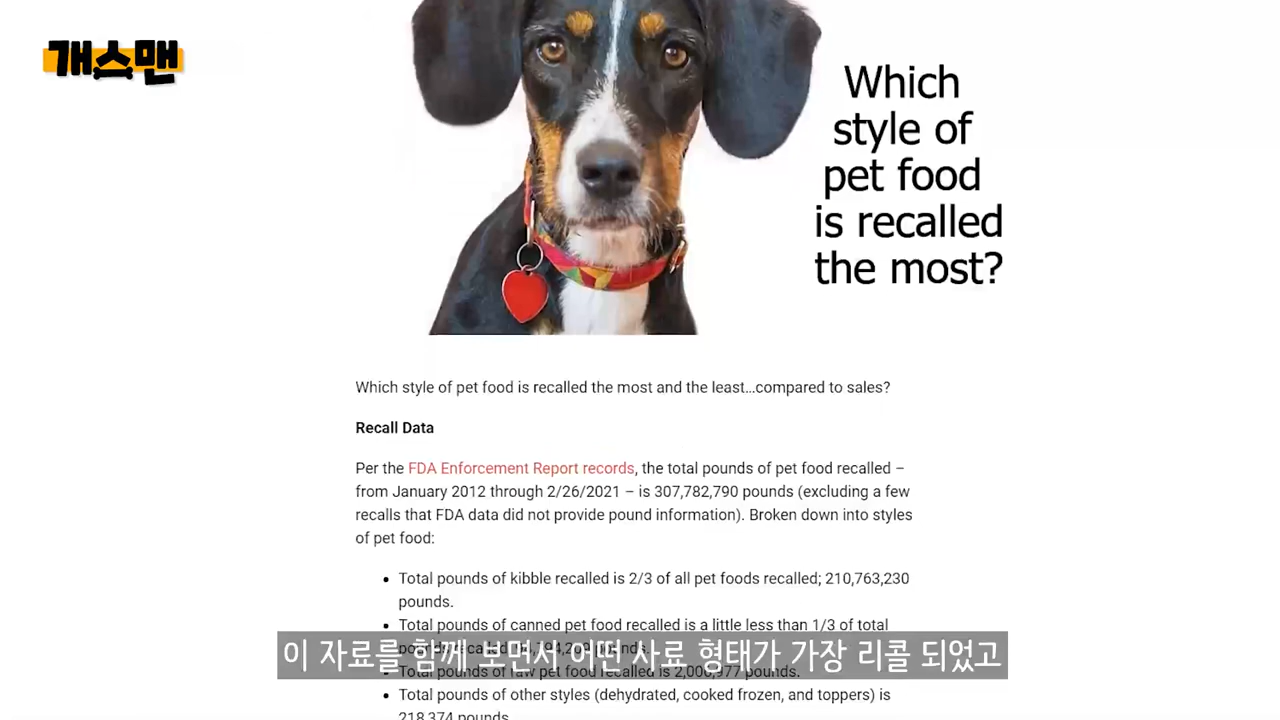 개스맨
Which
style of
pet food
is recalled
the most?
Which style of pet food is recalled the most and the least…compared to sales?
Recall Data
Per the FDA Enforcement Report records, the total pounds of pet food recalled –
from January 2012 through 2/26/2021 – is 307,782,790 pounds (excluding a few
recalls that FDA data did not provide pound information). Broken down into styles
of pet food:
• Total pounds of kibble recalled is 2/3 of all pet foods recalled; 210,763,230
pounds.
• Total pounds of canned pet food recalled is a little less than 1/3 of total
이 자료를 함께 보면서 어떤 사료 형태가 가장 리콜 되었고
• Total pounds of raw pet food recalled is 2,006,977 pounds.
• Total pounds of other styles (dehydrated, cooked frozen, and toppers) is
218,374 pounds.